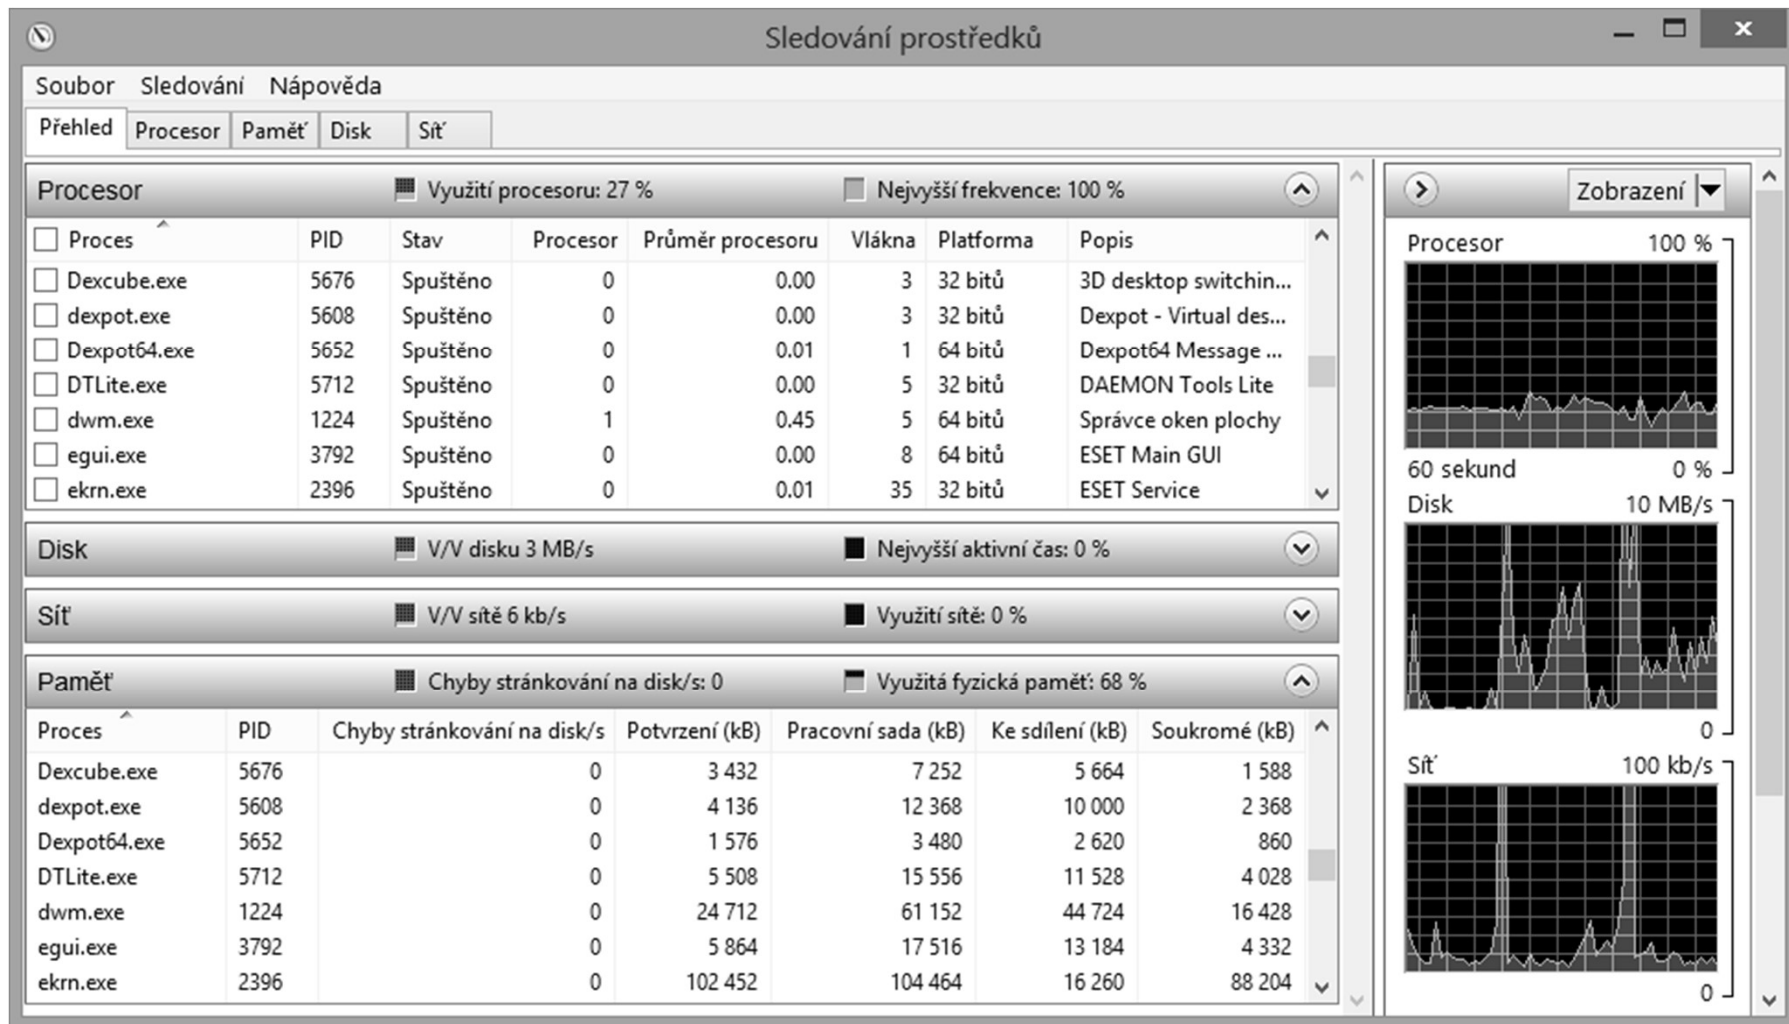 Sledování prostředků
Soubor Sledování Nápověda
Přehled Procesor Paměť Disk Síť
Procesor Využití procesoru: 27 % Nejvyšší frekvence: 100 %
Proces PID Stav Procesor Průměr procesoru Vlákna Platforma Popis
Dexcube.exe 5676 Spuštěno 0 0.00 3 32 bitů 3D desktop switchin...
dexpot.exe 5608 Spuštěno 0 0.00 3 32 bitů Dexpot - Virtual des...
Dexpot64.exe 5652 Spuštěno 0 0.01 1 64 bitů Dexpot64 Message ...
DTLite.exe 5712 Spuštěno 0 0.00 5 32 bitů DAEMON Tools Lite
dwm.exe 1224 Spuštěno 1 0.45 5 64 bitů Správce oken plochy
egui.exe 3792 Spuštěno 0 0.00 8 64 bitů ESET Main GUI
ekrn.exe 2396 Spuštěno 0 0.01 35 32 bitů ESET Service
Disk V/V disku 3 MB/s Nejvyšší aktivní čas: 0 %
Síť V/V sítě 6 kb/s Využití sítě: 0 %
Paměť Chyby stránkování na disk/s: 0 Využitá fyzická paměť: 68 %
Proces PID Chyby stránkování na disk/s Potvrzení (kB) Pracovní sada (kB) Ke sdílení (kB) Soukromé (kB)
Dexcube.exe 5676 0 3 432 7 252 5 664 1 588
dexpot.exe 5608 0 4 136 12 368 10 000 2 368
Dexpot64.exe 5652 0 1 576 3 480 2 620 860
DTLite.exe 5712 0 5 508 15 556 11 528 4 028
dwm.exe 1224 0 24 712 61 152 44 724 16 428
egui.exe 3792 0 5 864 17 516 13 184 4 332
ekrn.exe 2396 0 102 452 104 464 16 260 88 204
Zobrazení
Procesor 100 %
60 sekund 0 %
Disk 10 MB/s
0
Síť 100 kb/s
0